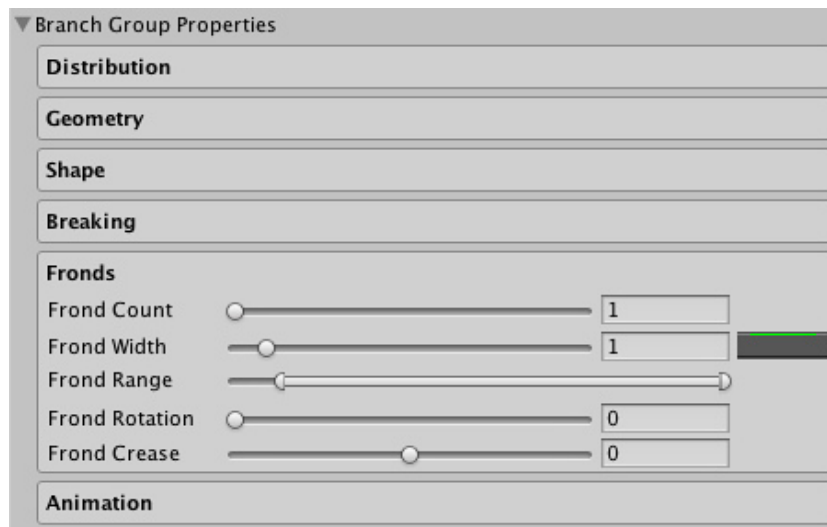 Branch Group Properties
Distribution
Geometry
Shape
Breaking
Fronds
Frond Count 1
Frond Width 1
Frond Range
Frond Rotation 0
Frond Crease 0
Animation